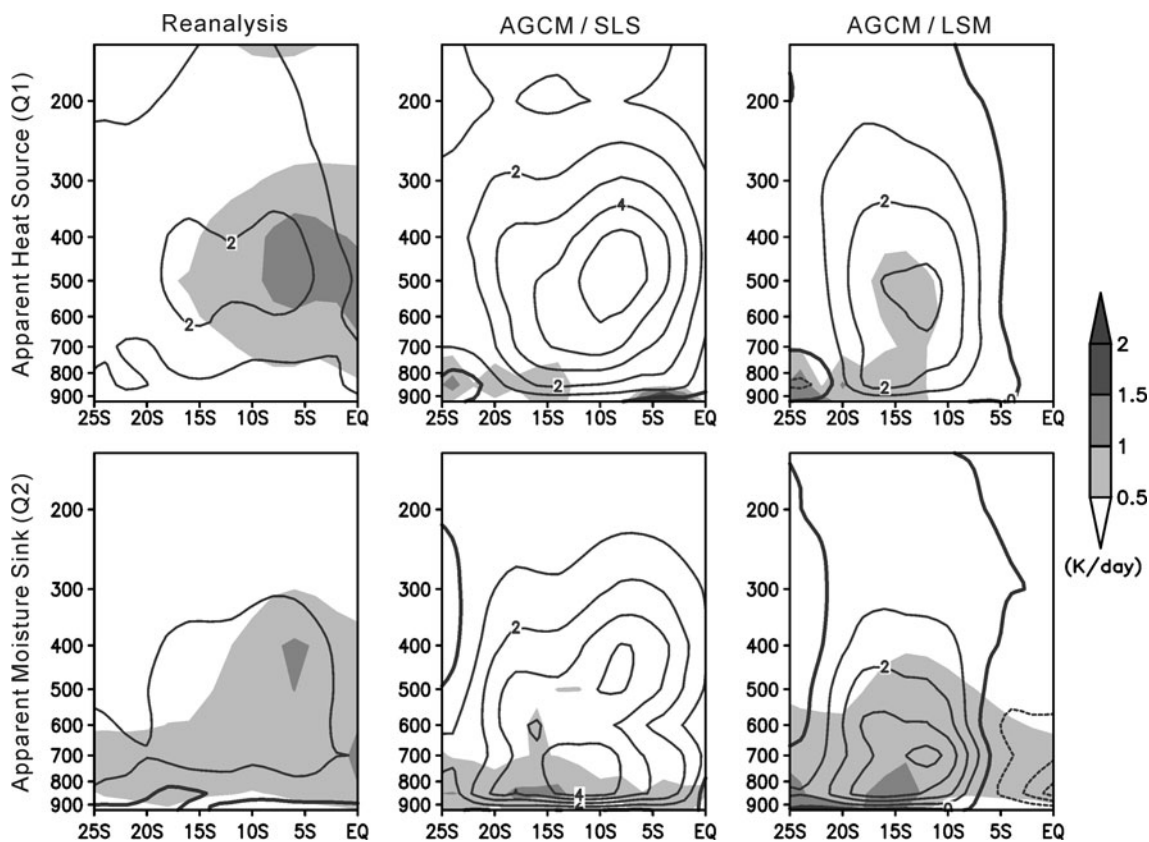 Reanalysis AGCM / SLS AGCM / LSM
Apparent Heat Source (Q1)
200 200 200
300 300 300
400 400 400
500 500 500
600 600 600
700 700 700
800 800 800
900 900 900
2 2 2 4 2 2 2 0
25S 20S 15S 10S 5S EQ 25S 20S 15S 10S 5S EQ 25S 20S 15S 10S 5S EQ
2
1.5
1
0.5
(K/day)
Apparent Moisture Sink (Q2)
200 200 200
300 300 300
400 400 400
500 500 500
600 600 600
700 700 700
800 800 800
900 900 900
2 4 2 2 0
25S 20S 15S 10S 5S EQ 25S 20S 15S 10S 5S EQ 25S 20S 15S 10S 5S EQ